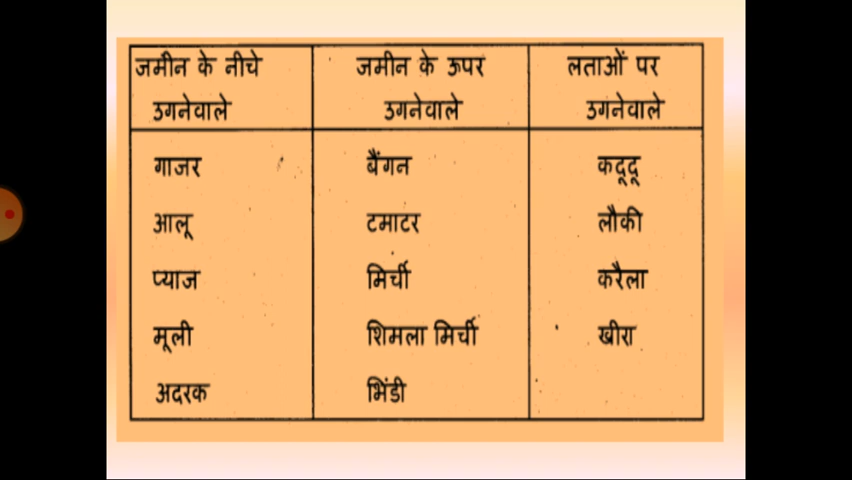 जमीन के नीचे उगनेवाले
जमीन के ऊपर उगनेवाले
लताओं पर उगनेवाले
गाजर बैंगन कदूदू
आलू टमाटर लौकी
प्याज मिर्ची करैला
मूली शिमला मिर्ची खीरा
अदरक भिंडी